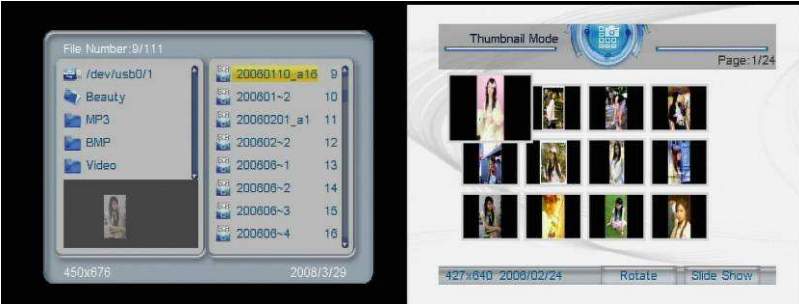 File Number:9/111
/dev/usb0/1
Beauty
MP3
BMP
Video
20060110_a16 9
200601~2 10
20060201_a1 11
200602~2 12
200606~1 13
200606~2 14
200606~3 15
200606~4 16
450x676
2008/3/29
Thumbnail Mode
Page:1/24
427x640 2006/02/24
Rotate
Slide Show